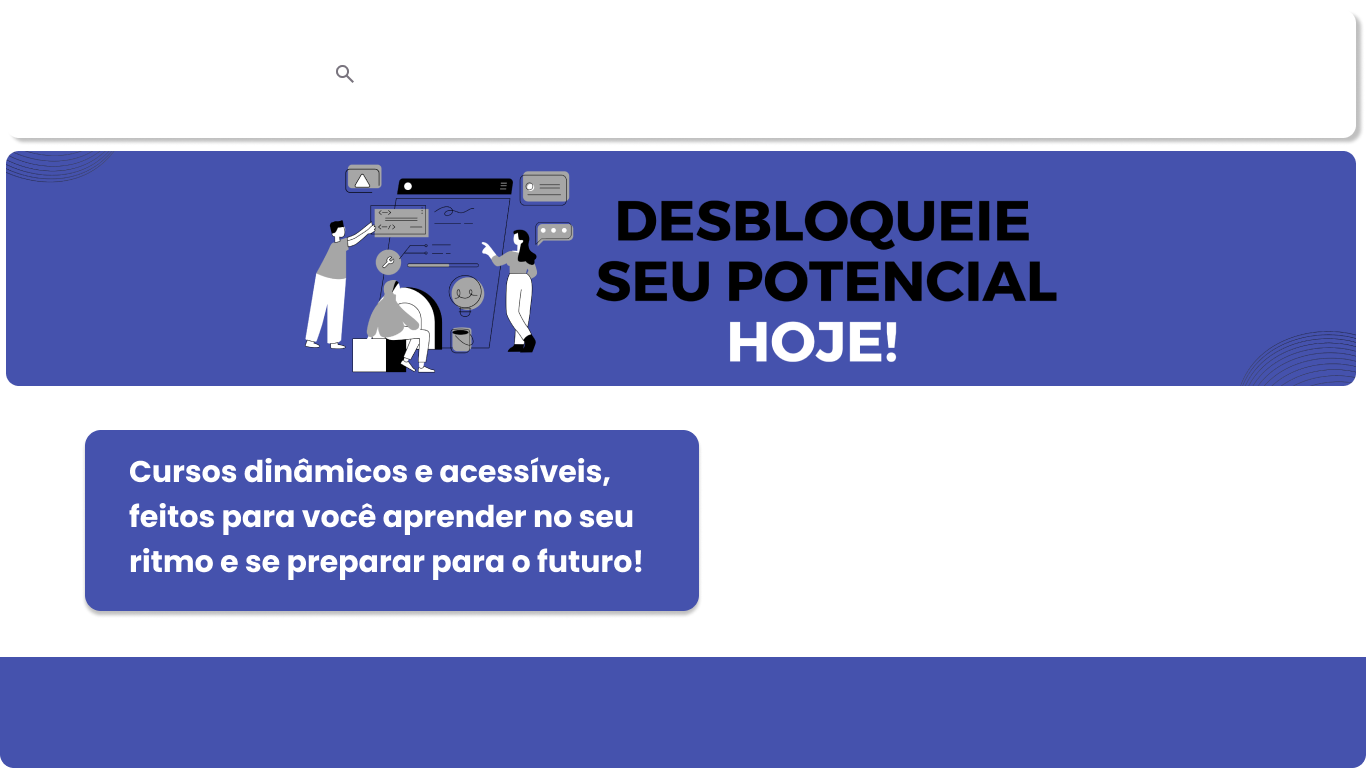 DESBLOQUEIE
SEU POTENCIAL
HOJE!
Cursos dinâmicos e acessíveis,
feitos para você aprender no seu
ritmo e se preparar para o futuro!